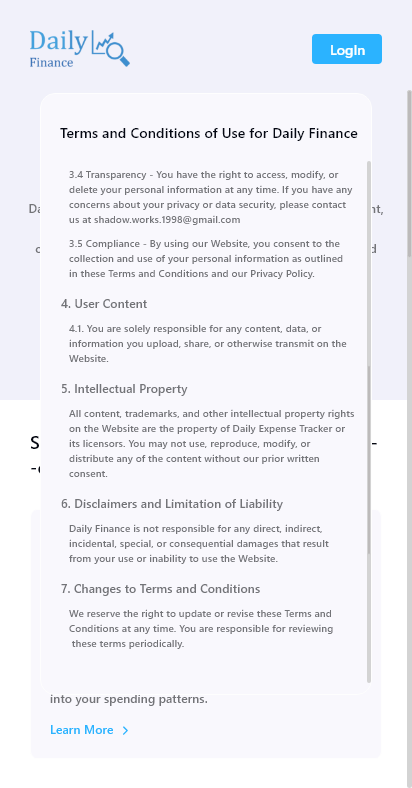 Daily
Finance
Login
Terms and Conditions of Use for Daily Finance
3.4 Transparency - You have the right to access, modify, or
delete your personal information at any time. If you have any
concerns about your privacy or data security, please contact
us at shadow.works.1998@gmail.com
3.5 Compliance - By using our Website, you consent to the
collection and use of your personal information as outlined
in these Terms and Conditions and our Privacy Policy.
4. User Content
4.1. You are solely responsible for any content, data, or
information you upload, share, or otherwise transmit on the
Website.
5. Intellectual Property
All content, trademarks, and other intellectual property rights
on the Website are the property of Daily Expense Tracker or
its licensors. You may not use, reproduce, modify, or
distribute any of the content without our prior written
consent.
6. Disclaimers and Limitation of Liability
Daily Finance is not responsible for any direct, indirect,
incidental, special, or consequential damages that result
from your use or inability to use the Website.
7. Changes to Terms and Conditions
We reserve the right to update or revise these Terms and
Conditions at any time. You are responsible for reviewing
these terms periodically.
into your spending patterns.
Learn More